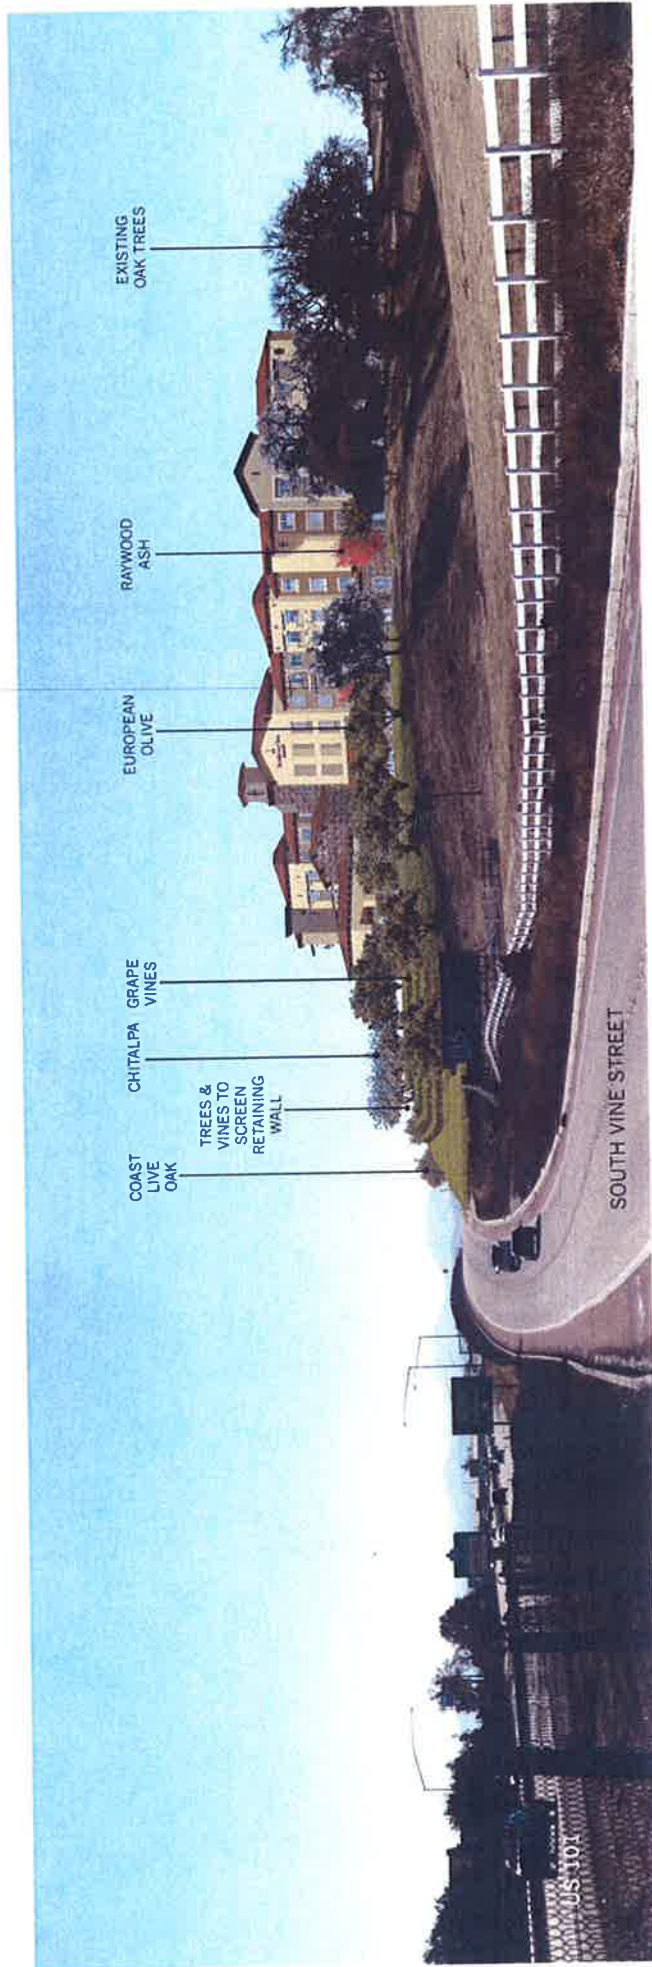 COAST
LIVE
OAK
TREES &
VINES TO
SCREEN
RETAINING
WALL
CHITALPA
GRAPE
VINES
EUROPEAN
OLIVE
RAYWOOD
ASH
EXISTING
OAK TREES
US 101
SOUTH VINE STREET